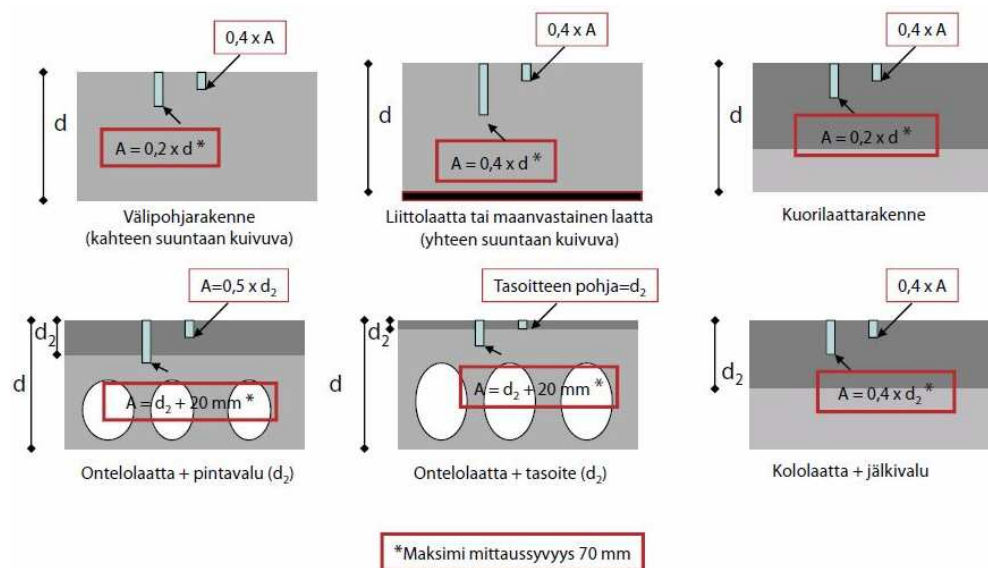 0,4 x A
d
A = 0,2 x d *
Välipohjarakenne
(kahteen suuntaan kuivuva)
0,4 x A
d
A = 0,4 x d *
Liittolaatta tai maanvastainen laatta
(yhteen suuntaan kuivuva)
0,4 x A
A = 0,2 x d *
Kuorilaattarakenne
A=0,5 x d₂
d₂
d
A = d₂ + 20 mm *
Ontelolaatta + pintavalu (d₂)
Tasoitteen pohja=d₂
d₂
d
A = d₂ + 20 mm *
Ontelolaatta + tasoite (d₂)
0,4 x A
d₂
A = 0,4 x d₂ *
Kololaatta + jälkivalu
*Maksimi mittaussyvyys 70 mm